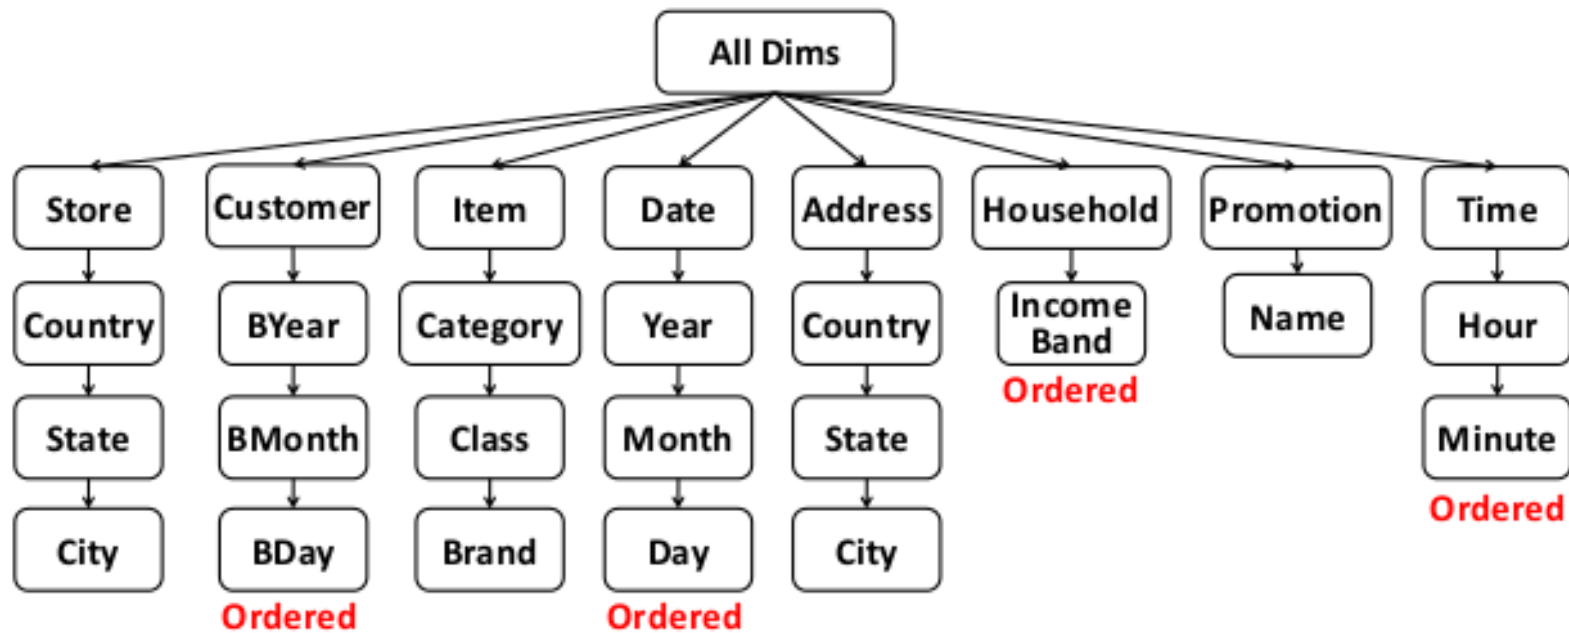 All Dims
Store
Customer
Item
Date
Address
Household
Promotion
Time
Country
BYear
Category
Year
Country
Income
Band
Name
Hour
Ordered
State
BMonth
Class
Month
State
Minute
Ordered
City
BDay
Brand
Day
City
Ordered
Ordered